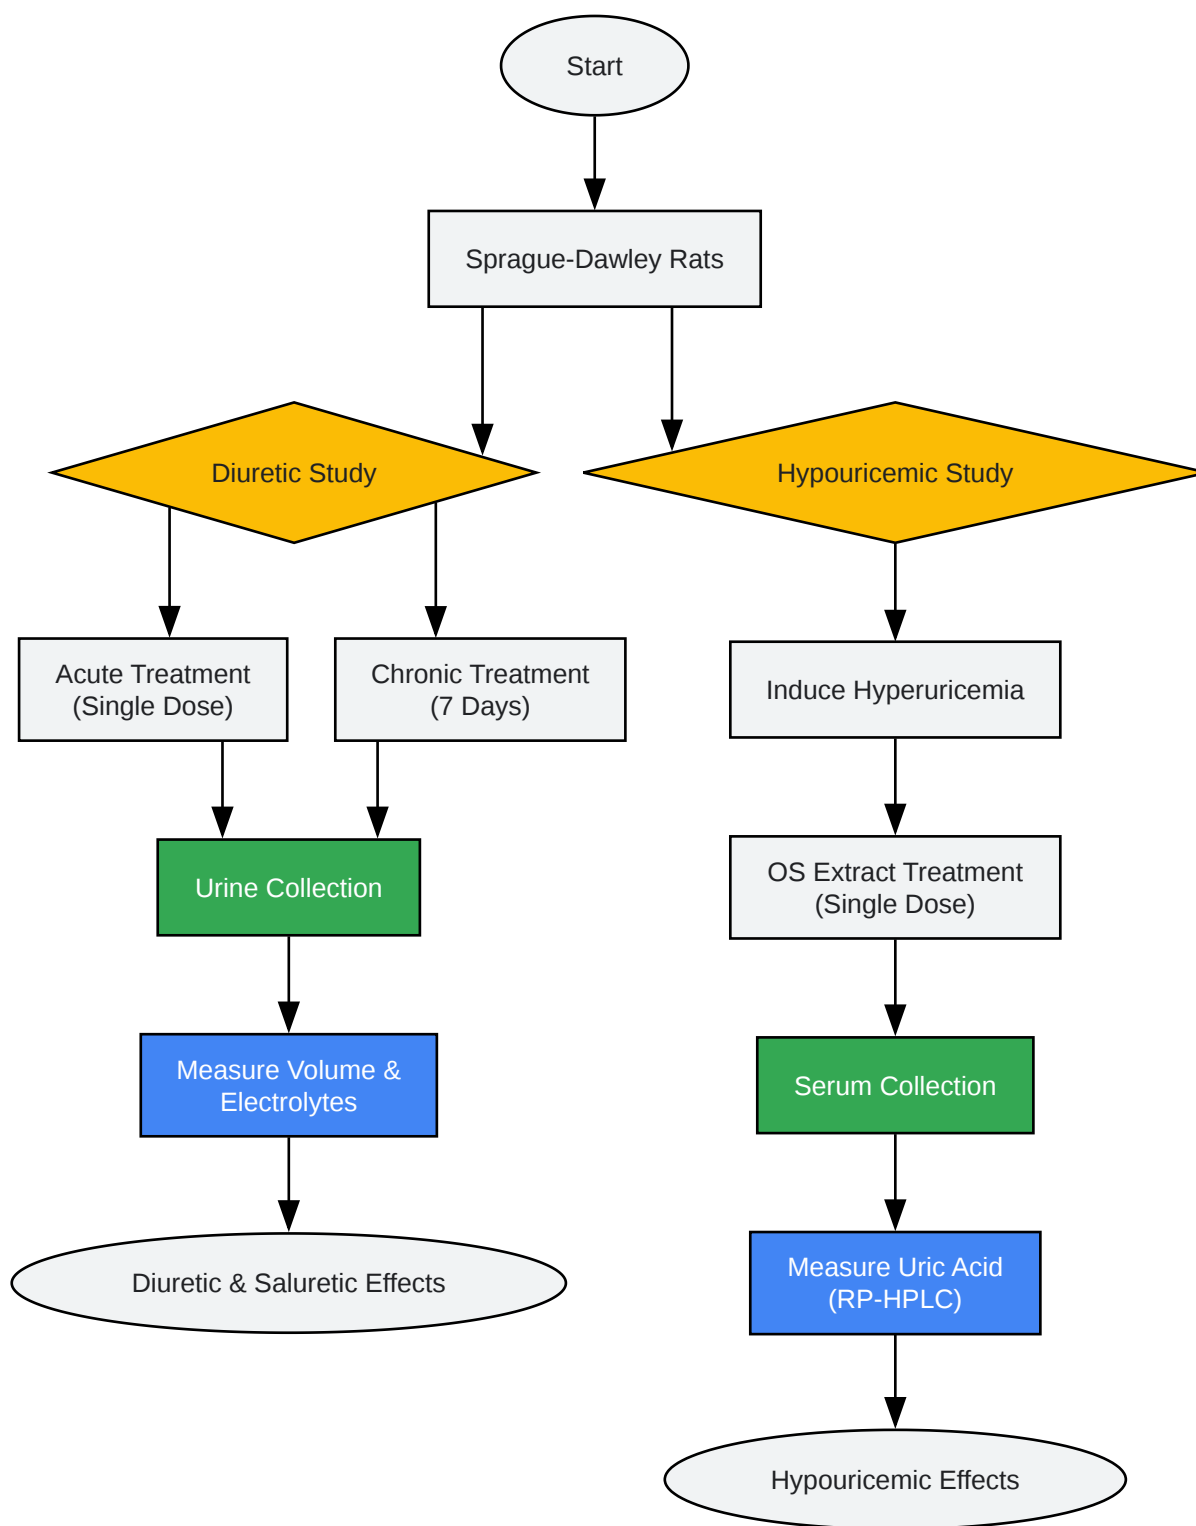 Start
Sprague-Dawley Rats
Diuretic Study
Hypouricemic Study
Acute Treatment
(Single Dose)
Chronic Treatment
(7 Days)
Induce Hyperuricemia
Urine Collection
OS Extract Treatment
(Single Dose)
Measure Volume &
Electrolytes
Serum Collection
Diuretic & Saluretic Effects
Measure Uric Acid
(RP-HPLC)
Hypouricemic Effects